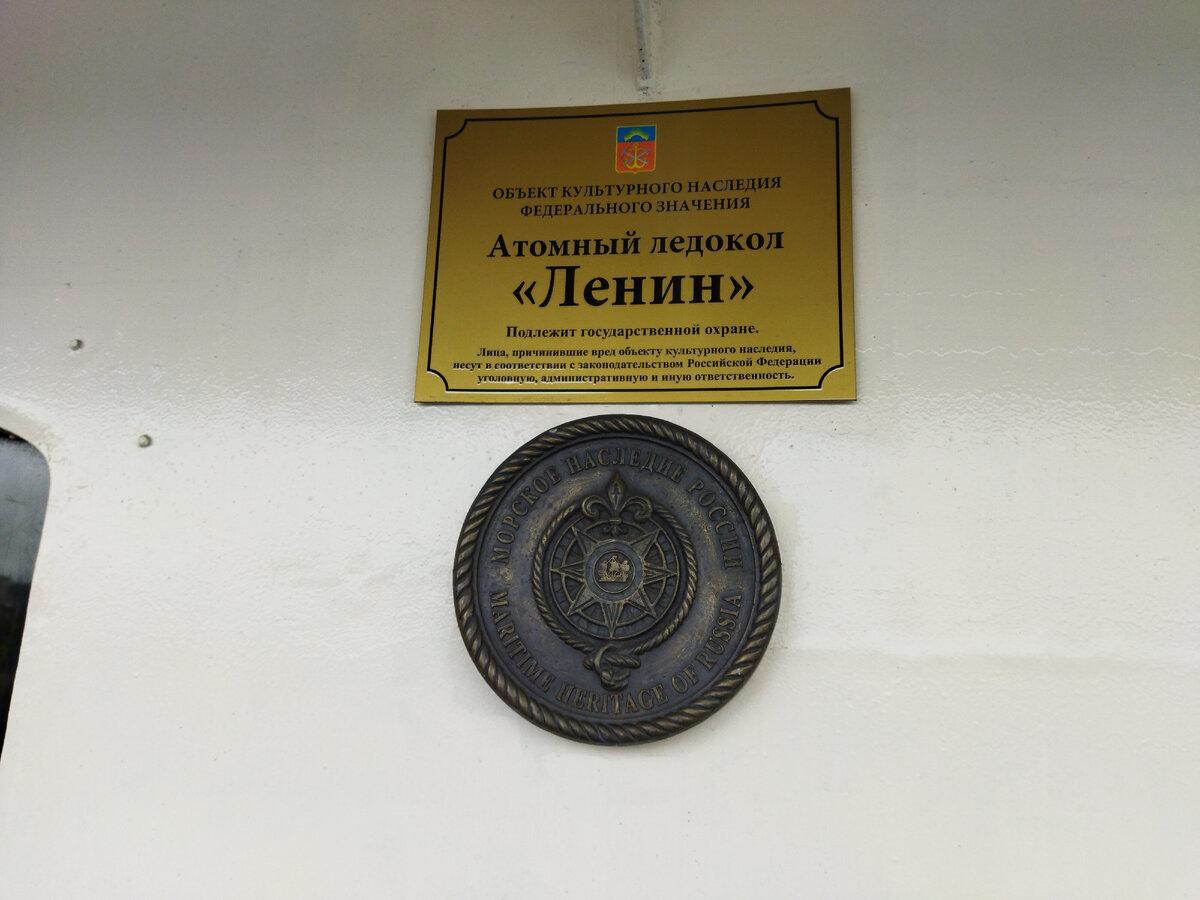 ОБЪЕКТ КУЛЬТУРНОГО НАСЛЕДИЯ
ФЕДЕРАЛЬНОГО ЗНАЧЕНИЯ
Атомный ледокол
«Ленин»
Подлежит государственной охране.
Лица, причинившие вред объекту культурного наследия,
несут в соответствии с законодательством Российской Федерации
уголовную, административную и иную ответственность.
МОРСКОЕ НАСЛЕДИЕ РОССИИ
MARITIME HERITAGE OF RUSSIA